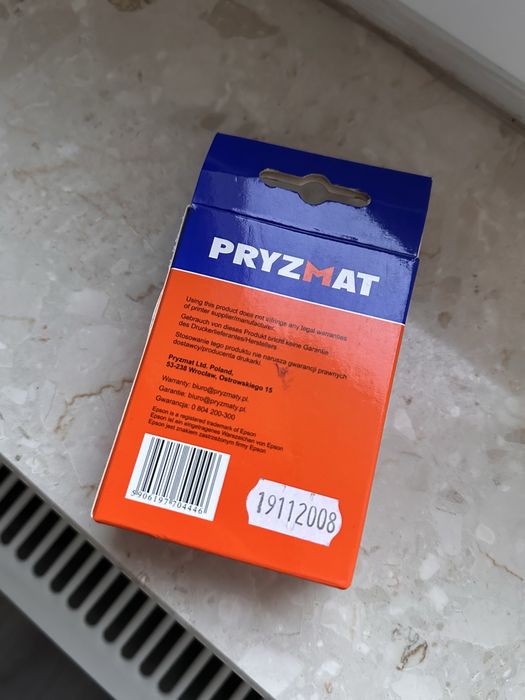 PRYZMAT
Using this product does not infringe any legal warranties
of printer supplier/manufacturer.
Gebrauch von dieses Produkt bricht keine Garantie
des Druckerlieferantes/Herstellers
Stosowanie tego produktu nie narusza gwarancji prawnych
dostawcy/producenta drukarki.
Pryzmat Ltd. Poland,
53-238 Wrocław, Ostrowskiego 15
Warranty: biuro@pryzmaty.pl.
Garantie: biuro@pryzmaty.pl.
Gwarancja: 0 804 200-300
Epson is a registered trademark of Epson
Epson ist ein eingetragenes Warszeichen von Epson
Epson jest znakiem zastrzeżonym firmy Epson
5906197704446
19112008